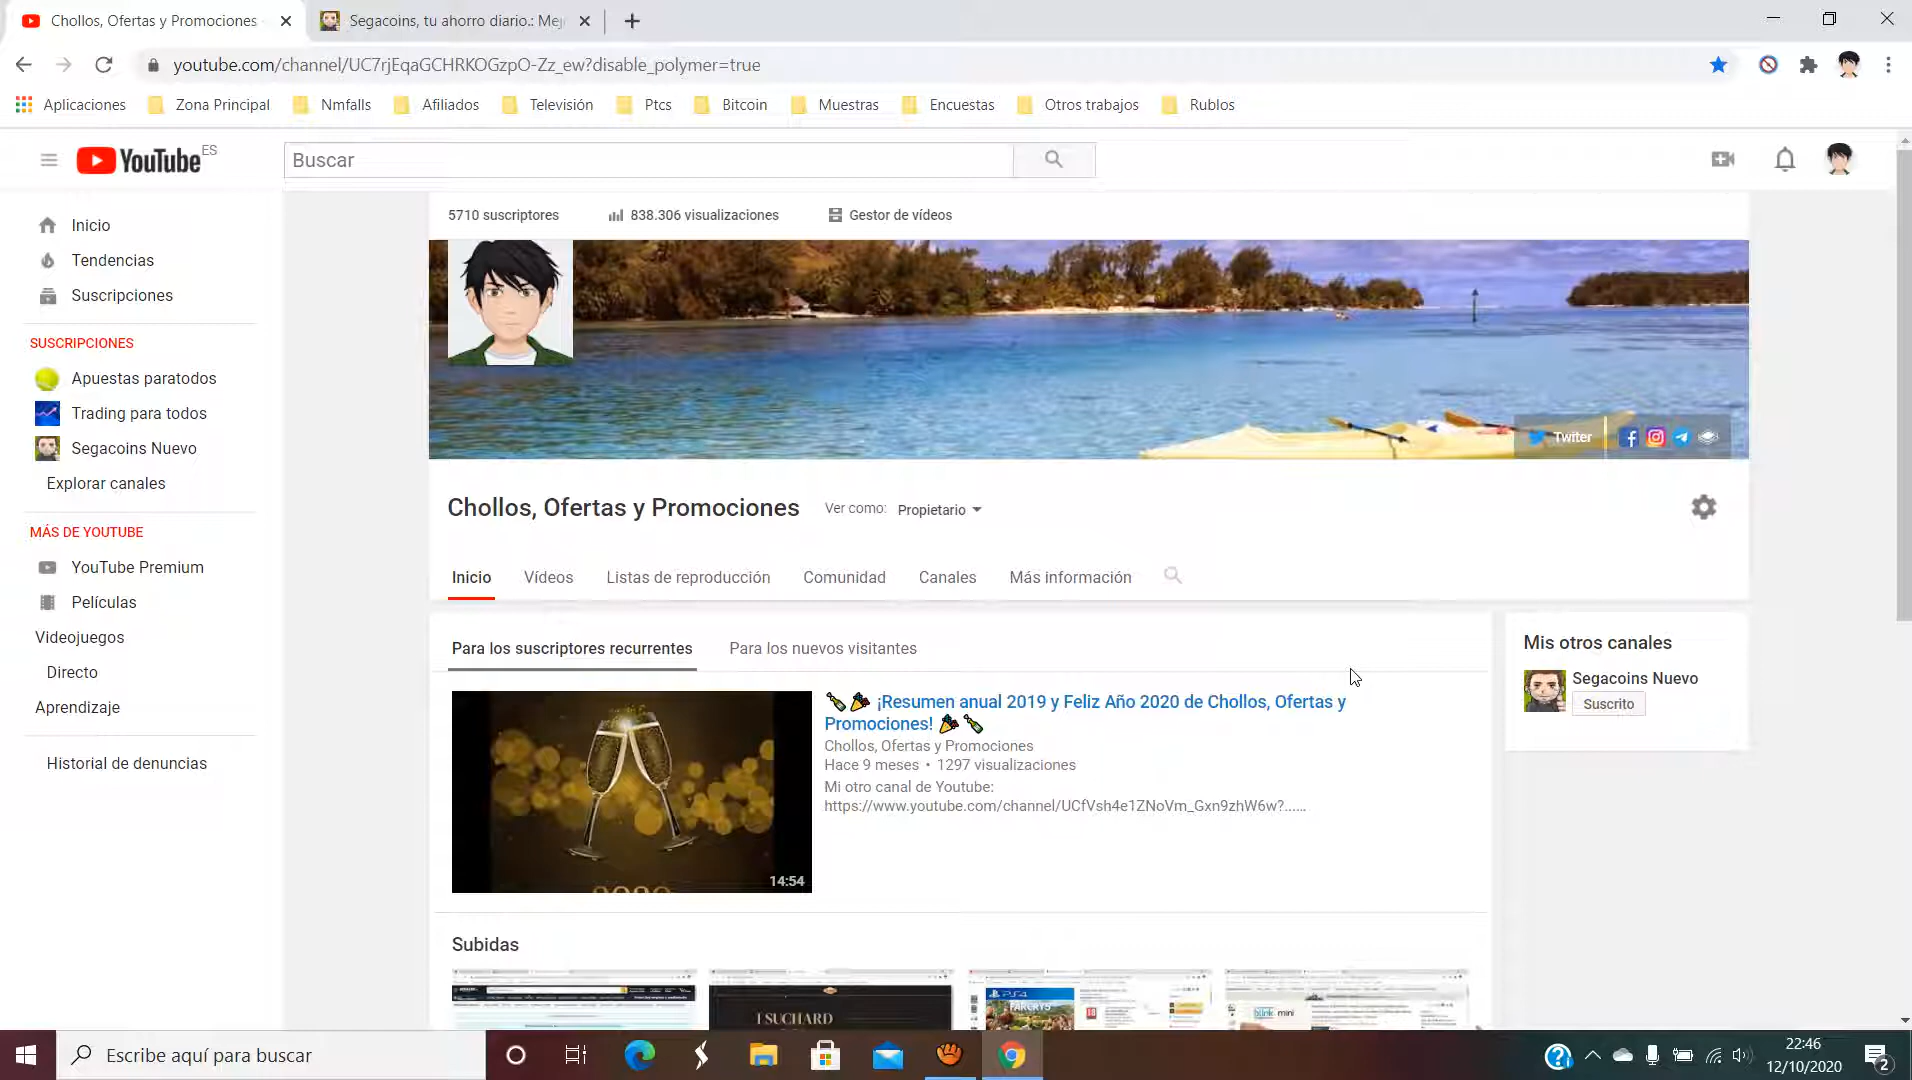 Chollos, Ofertas y Promociones
Segacoins, tu ahorro diario.: Mej
youtube.com/channel/UC7rjEqaGCHRKOGzpO-Zz_ew?disable_polymer=true
Aplicaciones
Zona Principal
Nmfalls
Afiliados
Televisión
Ptcs
Bitcoin
Muestras
Encuestas
Otros trabajos
Rublos
YouTube ES
Buscar
5710 suscriptores
838.306 visualizaciones
Gestor de vídeos
Inicio
Tendencias
Suscripciones
SUSCRIPCIONES
Apuestas paratodos
Trading para todos
Segacoins Nuevo
Explorar canales
MÁS DE YOUTUBE
YouTube Premium
Películas
Videojuegos
Directo
Aprendizaje
Historial de denuncias
Twiter
Chollos, Ofertas y Promociones
Ver como: Propietario
Inicio
Vídeos
Listas de reproducción
Comunidad
Canales
Más información
Para los suscriptores recurrentes
Para los nuevos visitantes
14:54
¡Resumen anual 2019 y Feliz Año 2020 de Chollos, Ofertas y
Promociones!
Chollos, Ofertas y Promociones
Hace 9 meses • 1297 visualizaciones
Mi otro canal de Youtube:
https://www.youtube.com/channel/UCfVsh4e1ZNoVm_Gxn9zhW6w?......
Mis otros canales
Segacoins Nuevo
Suscrito
Subidas
SUCHARD
PS4
FARCRY5
blink mini
Escribe aquí para buscar
22:46
12/10/2020
2